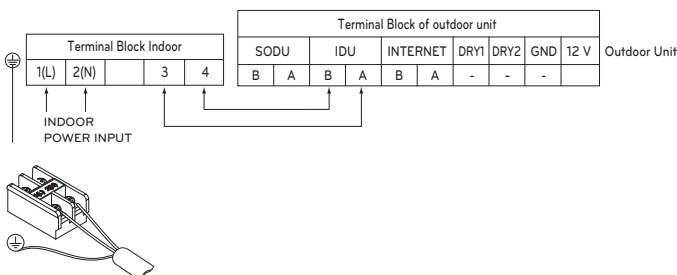 Terminal Block of outdoor unit
Terminal Block Indoor
SODU IDU INTERNET DRY1 DRY2 GND 12 V Outdoor Unit
1(L) 2(N) 3 4
B A B A B A - - -
INDOOR
POWER INPUT